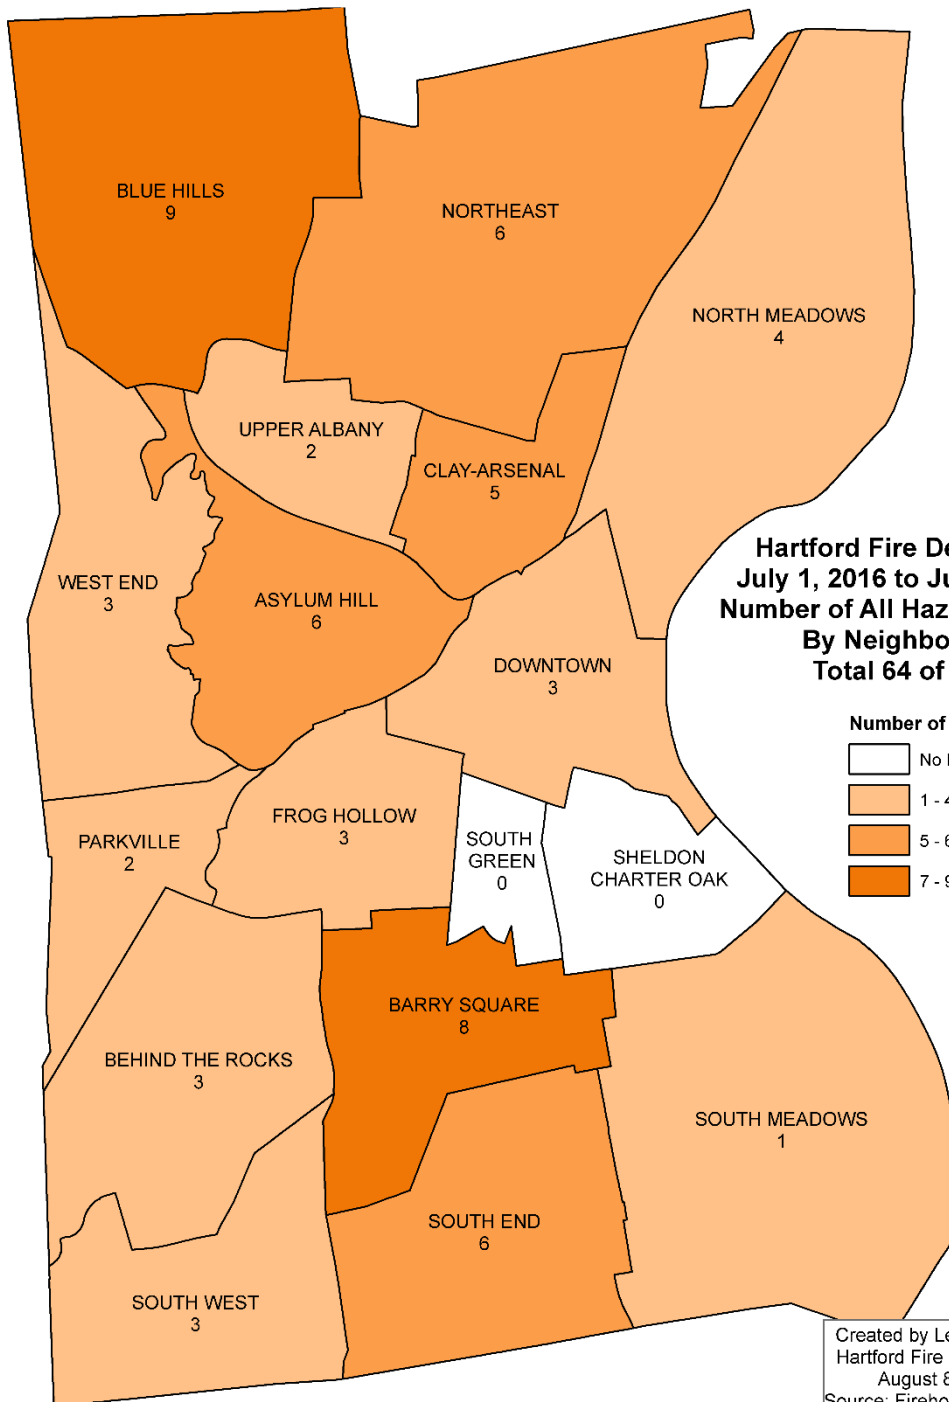 BLUE HILLS
9
NORTHEAST
6
NORTH MEADOWS
4
UPPER ALBANY
2
CLAY-ARSENAL
5
WEST END
3
ASYLUM HILL
6
DOWNTOWN
3
Hartford Fire De
July 1, 2016 to Ju
Number of All Haz
By Neighbo
Total 64 of
Number of
No
1 - 4
5 - 6
7 - 9
PARKVILLE
2
FROG HOLLOW
3
SOUTH
GREEN
0
SHELDON
CHARTER OAK
0
BARRY SQUARE
8
BEHIND THE ROCKS
3
SOUTH MEADOWS
1
SOUTH END
6
SOUTH WEST
3
Created by Le
Hartford Fire
August 8
Source: Fireho